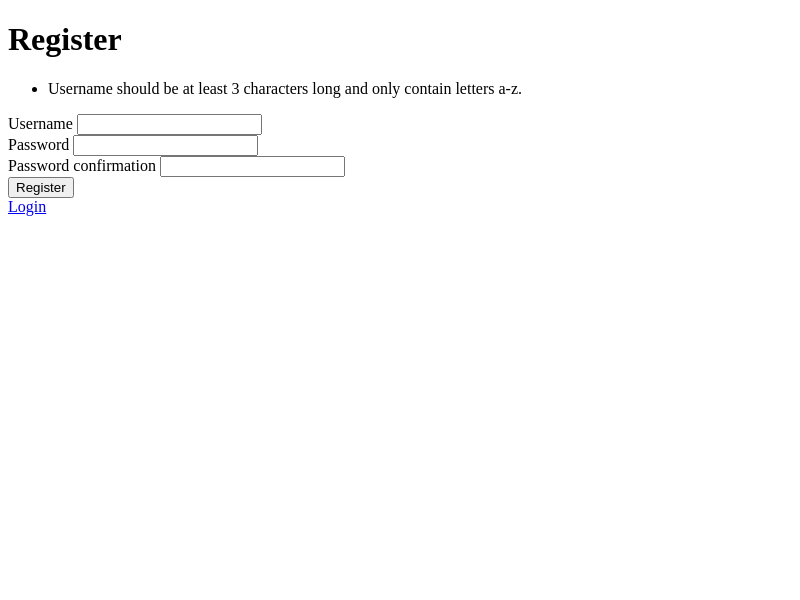 Register
Username should be at least 3 characters long and only contain letters a-z.
Username
Password
Password confirmation
Register
Login